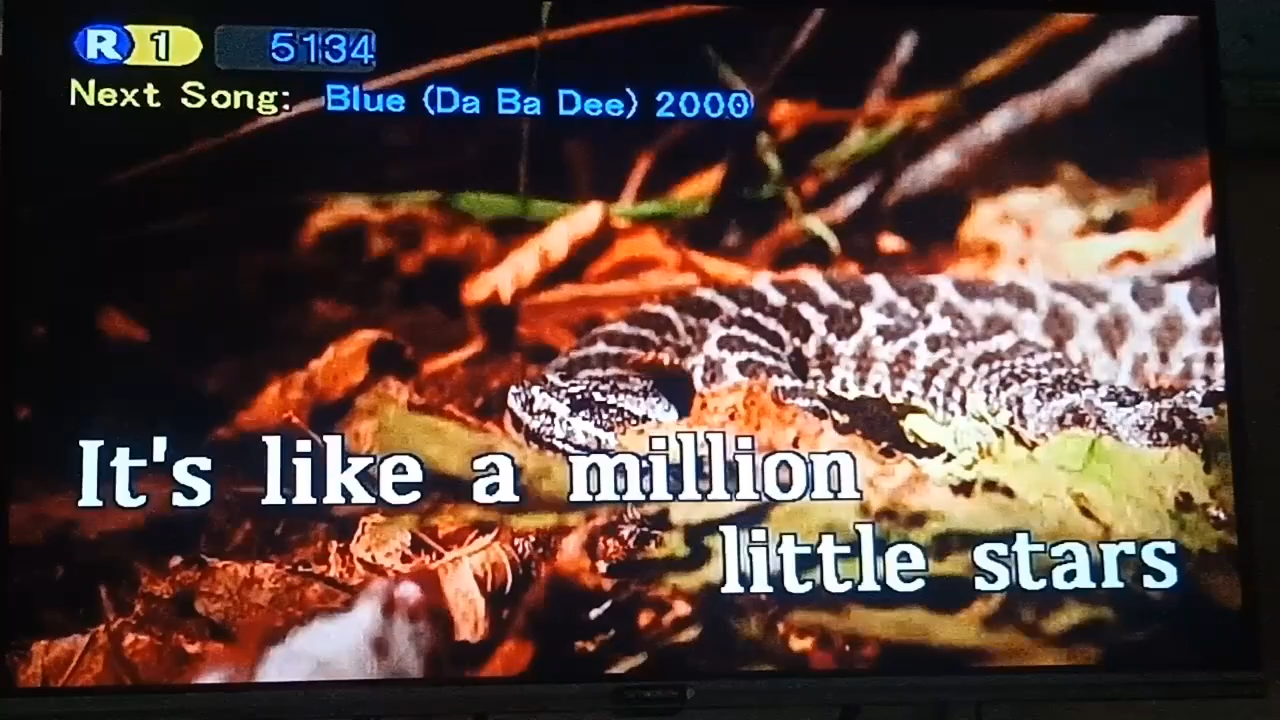 R 1 5134
Next Song: Blue (Da Ba Dee) 2000
It's like a million
little stars